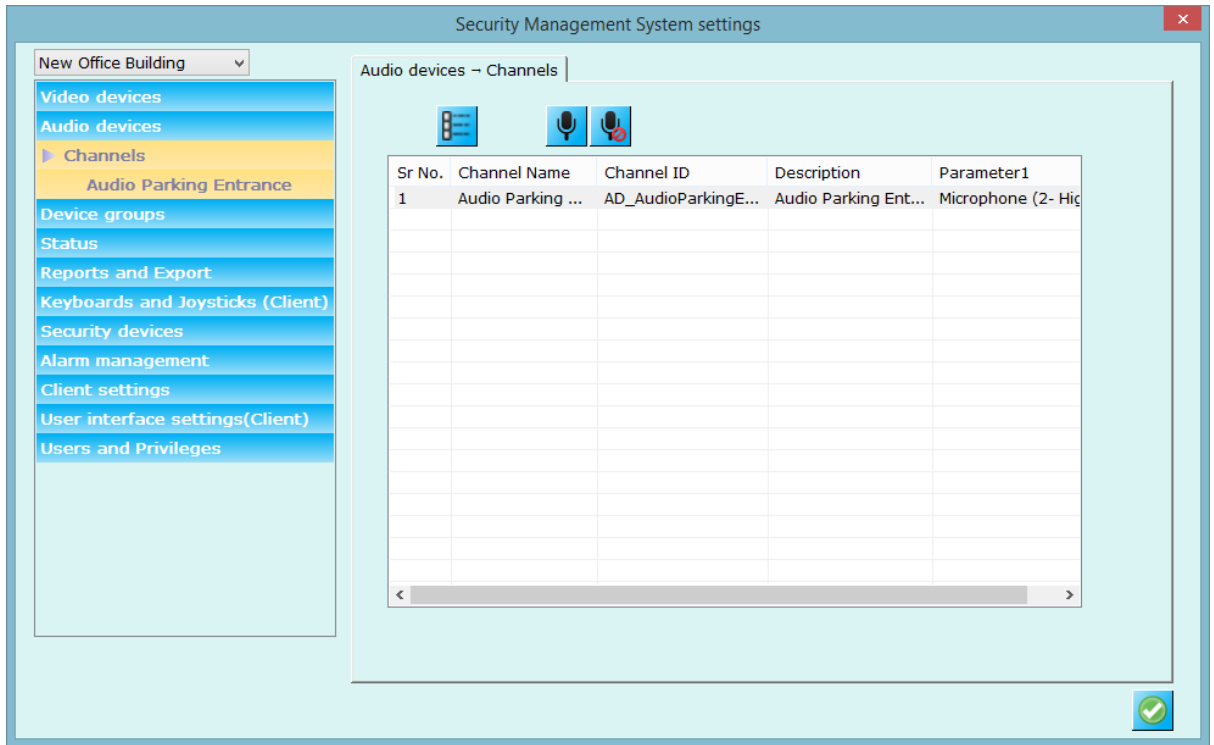 Security Management System settings
New Office Building
Video devices
Audio devices
Channels
Audio Parking Entrance
Device groups
Status
Reports and Export
Keyboards and Joysticks (Client)
Security devices
Alarm management
Client settings
User interface settings(Client)
Users and Privileges
Audio devices → Channels
Sr No. Channel Name Channel ID Description Parameter1
1 Audio Parking ... AD_AudioParkingE... Audio Parking Ent... Microphone (2- Hig